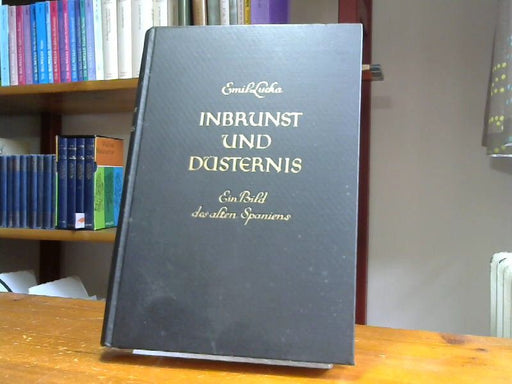 Emil Lucka
INBRUNST
UND
DÜSTERNIS
Ein Bild
des alten Spaniens